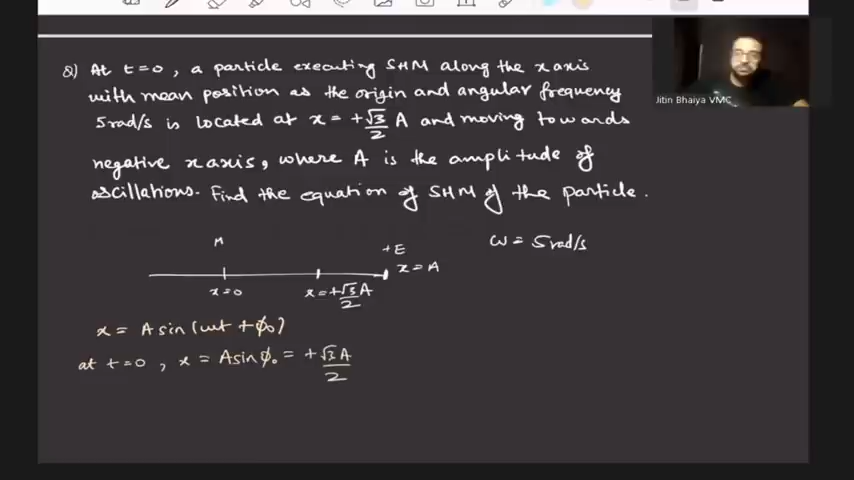 Q) At t=0, a particle executing SHM along the x axis
with mean position as the origin and angular frequency
5rad/s is located at x = +√3/2 A and moving towards
negative x axis, where A is the amplitude of
oscillations. Find the equation of SHM of the particle.
M
+E
ω = 5rad/s
x=A
x=0
x=+√3A/2
x = A sin(ωt + ϕ₀)
at t=0, x = Asinϕ₀ = +√3A/2
Jitin Bhaiya VMC